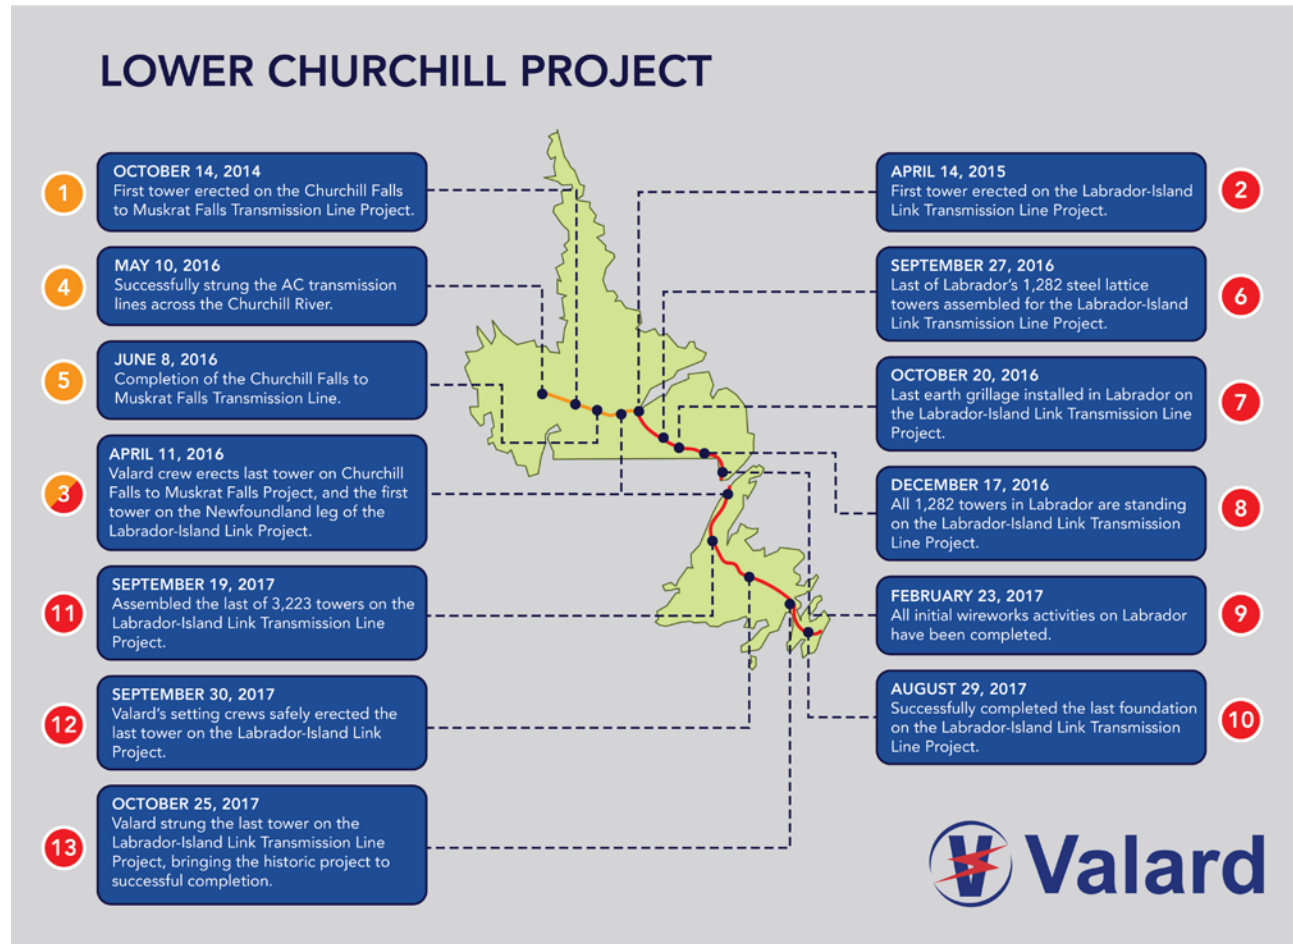 LOWER CHURCHILL PROJECT
1
OCTOBER 14, 2014
First tower erected on the Churchill Falls
to Muskrat Falls Transmission Line Project.
4
MAY 10, 2016
Successfully strung the AC transmission
lines across the Churchill River.
5
JUNE 8, 2016
Completion of the Churchill Falls to
Muskrat Falls Transmission Line.
3
APRIL 11, 2016
Valard crew erects last tower on Churchill
Falls to Muskrat Falls Project, and the first
tower on the Newfoundland leg of the
Labrador-Island Link Project.
11
SEPTEMBER 19, 2017
Assembled the last of 3,223 towers on the
Labrador-Island Link Transmission Line
Project.
12
SEPTEMBER 30, 2017
Valard's setting crews safely erected the
last tower on the Labrador-Island Link
Project.
13
OCTOBER 25, 2017
Valard strung the last tower on the
Labrador-Island Link Transmission Line
Project, bringing the historic project to
successful completion.
APRIL 14, 2015
First tower erected on the Labrador-Island
Link Transmission Line Project.
2
SEPTEMBER 27, 2016
Last of Labrador's 1,282 steel lattice
towers assembled for the Labrador-Island
Link Transmission Line Project.
6
OCTOBER 20, 2016
Last earth grillage installed in Labrador on
the Labrador-Island Link Transmission Line
Project.
7
DECEMBER 17, 2016
All 1,282 towers in Labrador are standing
on the Labrador-Island Link Transmission
Line Project.
8
FEBRUARY 23, 2017
All initial wireworks activities on Labrador
have been completed.
9
AUGUST 29, 2017
Successfully completed the last foundation
on the Labrador-Island Link Transmission
Line Project.
10
Valard